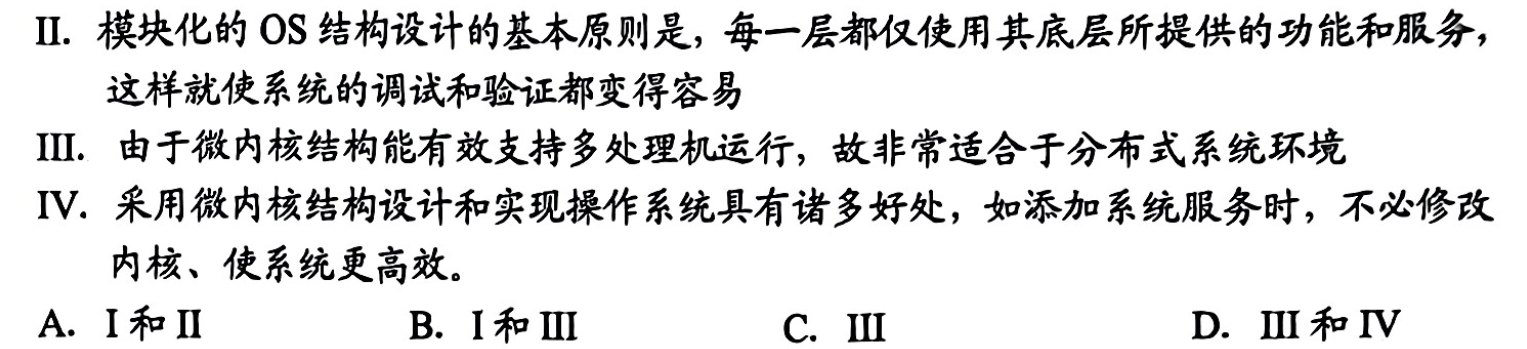 II. 模块化的 OS 结构设计的基本原则是，每一层都仅使用其底层所提供的功能和服务，
这样就使系统的调试和验证都变得容易
III. 由于微内核结构能有效支持多处理机运行，故非常适合于分布式系统环境
IV. 采用微内核结构设计和实现操作系统具有诸多好处，如添加系统服务时，不必修改
内核、使系统更高效。
A. I 和 II B. I 和 III C. III D. III 和 IV